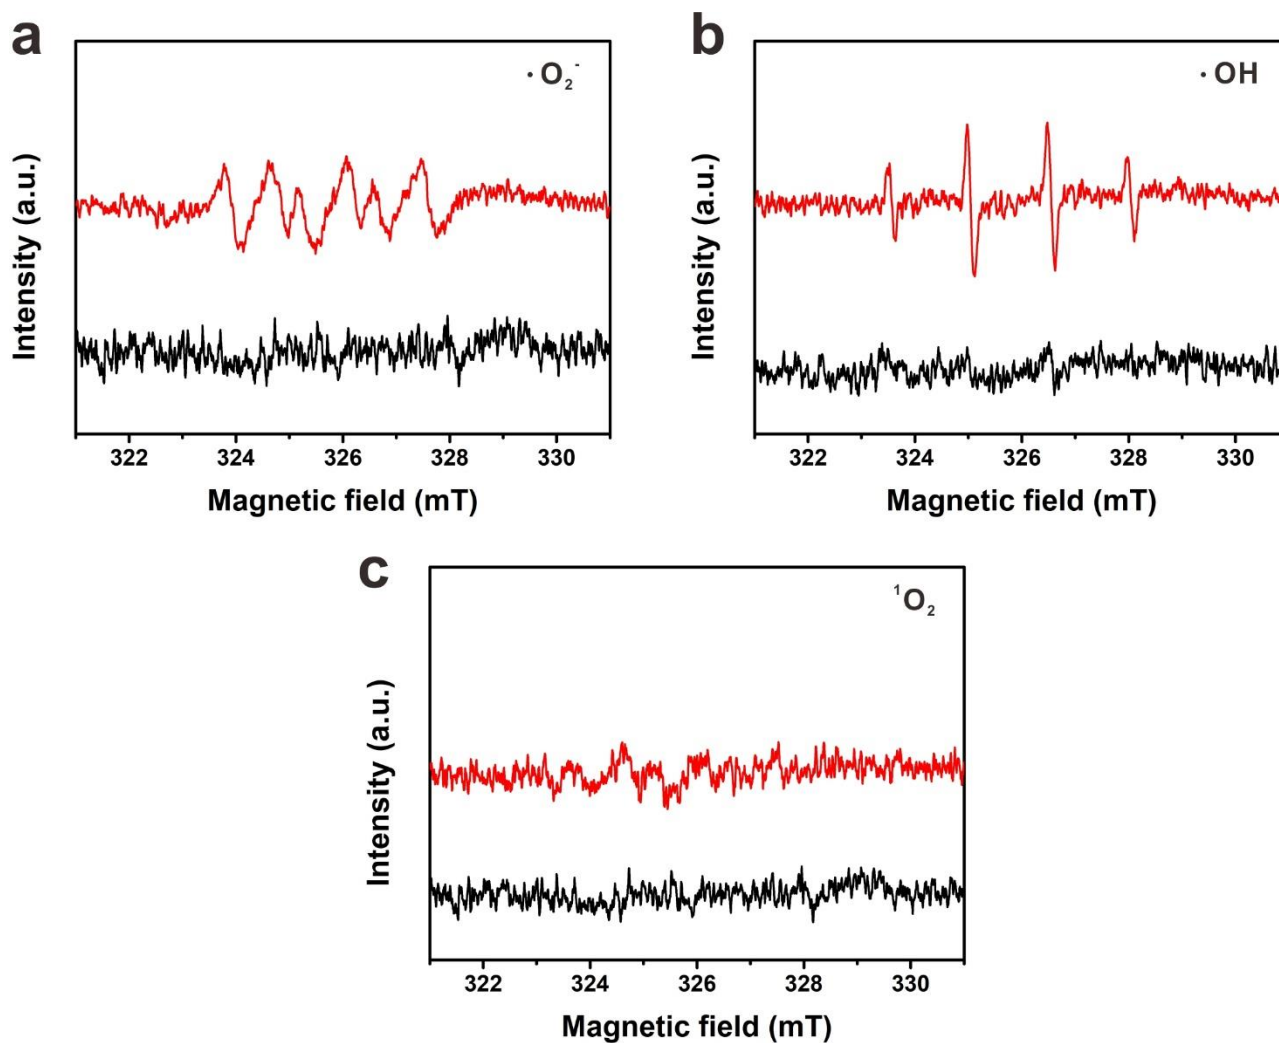 a
· O₂⁻
Intensity (a.u.)
322 324 326 328 330
Magnetic field (mT)
b
· OH
Intensity (a.u.)
322 324 326 328 330
Magnetic field (mT)
c
¹O₂
Intensity (a.u.)
322 324 326 328 330
Magnetic field (mT)